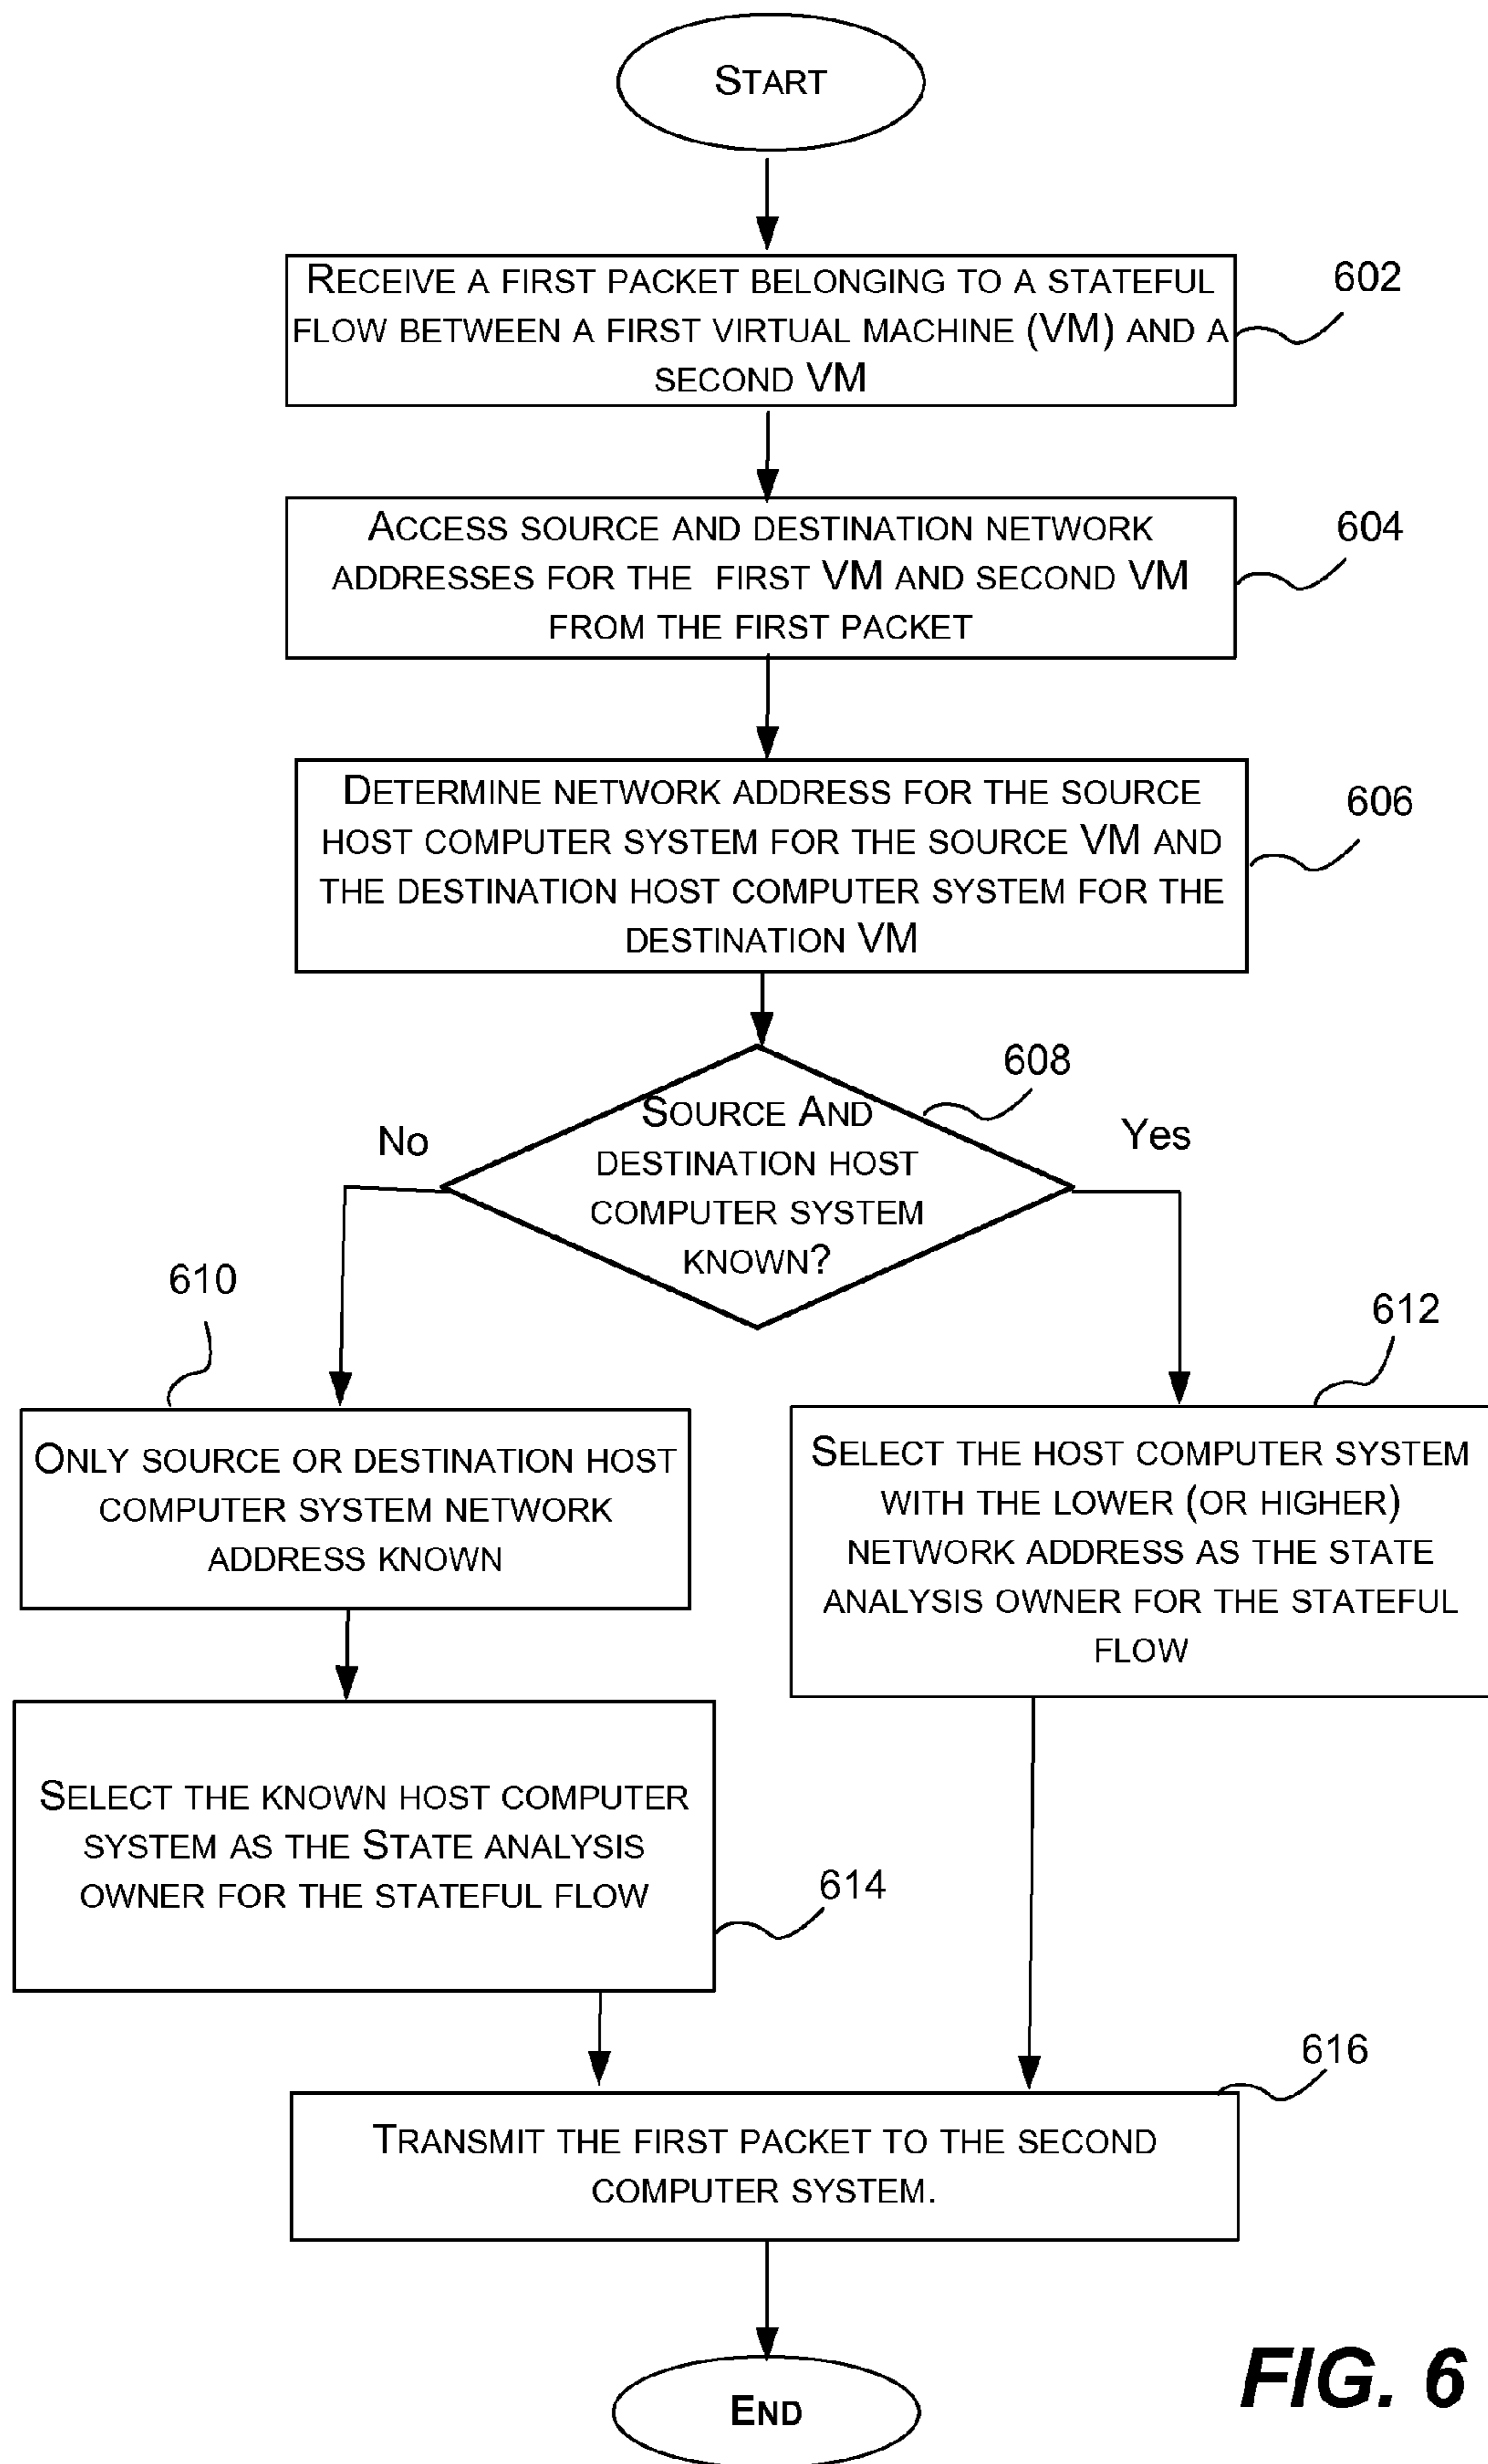 START
RECEIVE A FIRST PACKET BELONGING TO A STATEFUL
FLOW BETWEEN A FIRST VIRTUAL MACHINE (VM) AND A
SECOND VM
602
ACCESS SOURCE AND DESTINATION NETWORK
ADDRESSES FOR THE FIRST VM AND SECOND VM
FROM THE FIRST PACKET
604
DETERMINE NETWORK ADDRESS FOR THE SOURCE
HOST COMPUTER SYSTEM FOR THE SOURCE VM AND
THE DESTINATION HOST COMPUTER SYSTEM FOR THE
DESTINATION VM
606
608
SOURCE AND
DESTINATION HOST
COMPUTER SYSTEM
KNOWN?
No
Yes
610
ONLY SOURCE OR DESTINATION HOST
COMPUTER SYSTEM NETWORK
ADDRESS KNOWN
612
SELECT THE HOST COMPUTER SYSTEM
WITH THE LOWER (OR HIGHER)
NETWORK ADDRESS AS THE STATE
ANALYSIS OWNER FOR THE STATEFUL
FLOW
SELECT THE KNOWN HOST COMPUTER
SYSTEM AS THE STATE ANALYSIS
OWNER FOR THE STATEFUL FLOW
614
616
TRANSMIT THE FIRST PACKET TO THE SECOND
COMPUTER SYSTEM.
END
FIG. 6